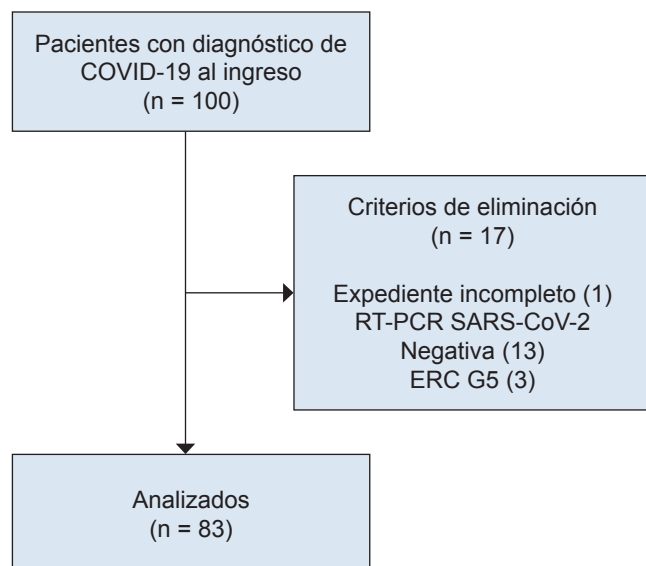 Pacientes con diagnóstico de
COVID-19 al ingreso
(n = 100)
Criterios de eliminación
(n = 17)
Expediente incompleto (1)
RT-PCR SARS-CoV-2
Negativa (13)
ERC G5 (3)
Analizados
(n = 83)